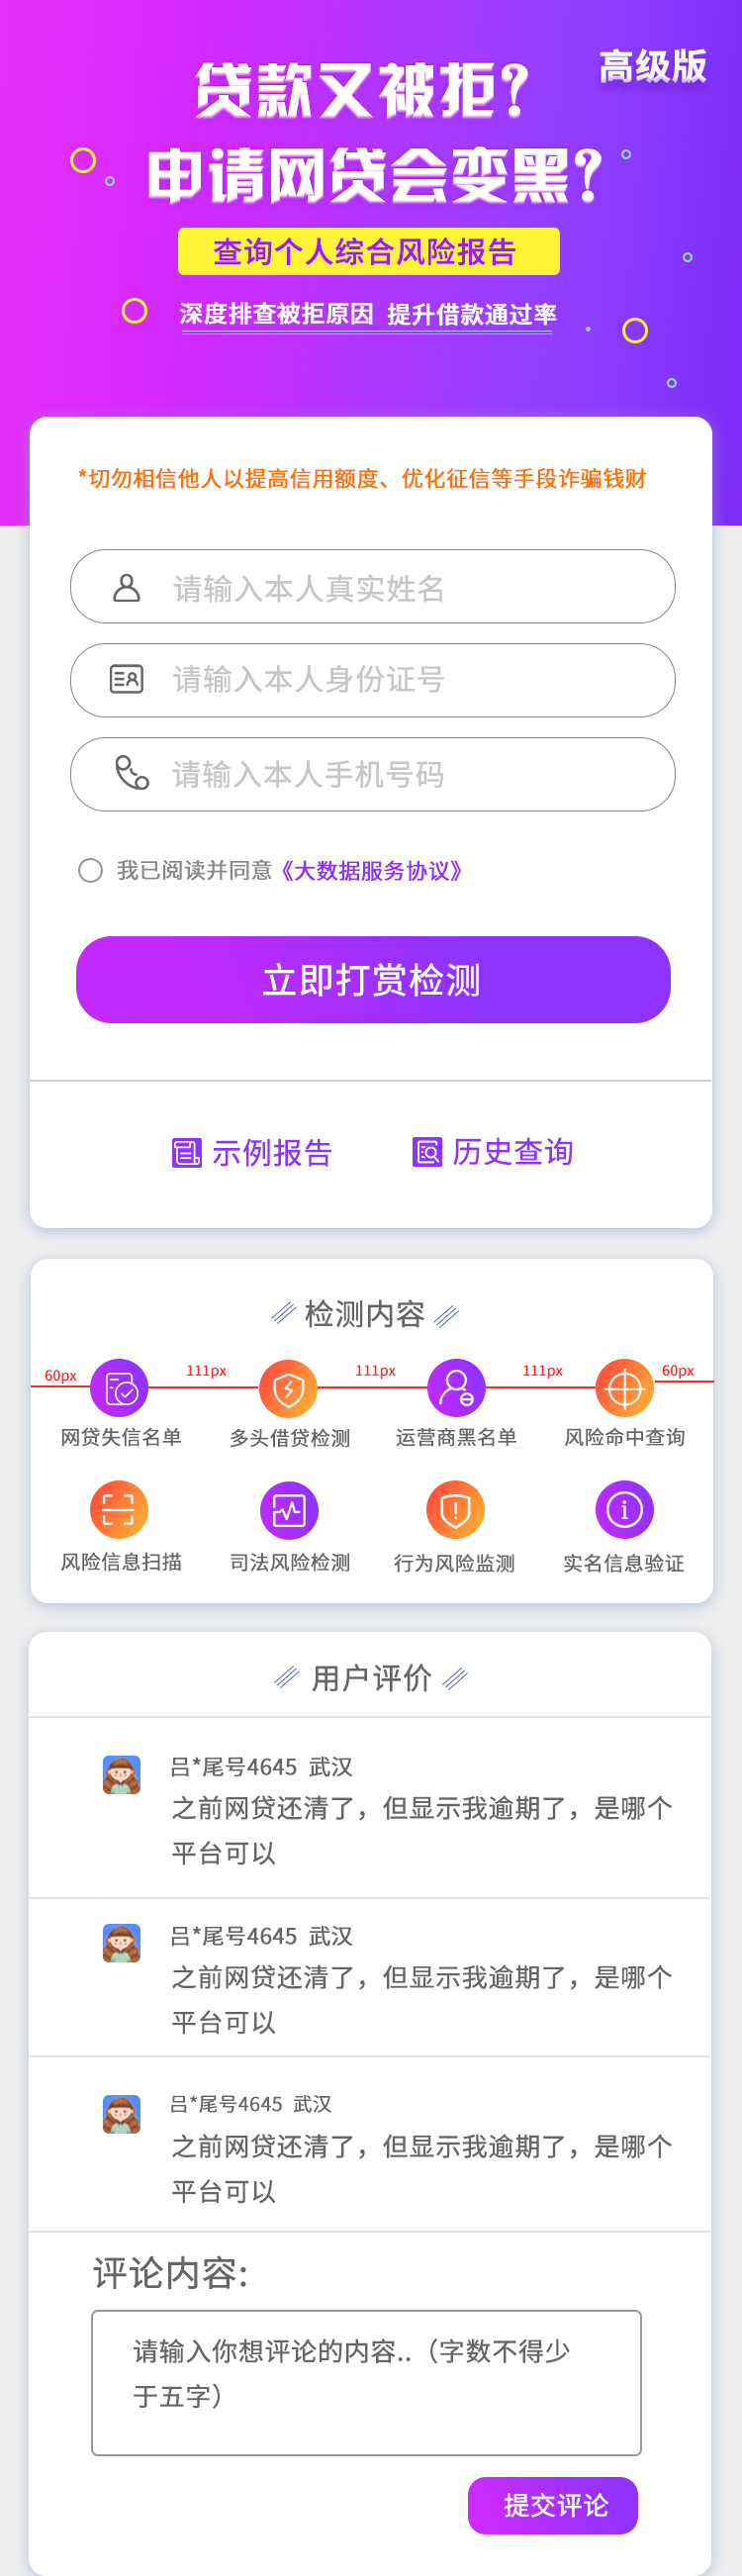 高级版
贷款又被拒?
申请网贷会变黑?
查询个人综合风险报告
深度排查被拒原因 提升借款通过率
*切勿相信他人以提高信用额度、优化征信等手段诈骗钱财
请输入本人真实姓名
请输入本人身份证号
请输入本人手机号码
我已阅读并同意《大数据服务协议》
立即打赏检测
示例报告 历史查询
检测内容
60px 111px 111px 111px 60px
网贷失信名单 多头借贷检测 运营商黑名单 风险命中查询
风险信息扫描 司法风险检测 行为风险监测 实名信息验证
用户评价
吕*尾号4645 武汉
之前网贷还清了，但显示我逾期了，是哪个
平台可以
吕*尾号4645 武汉
之前网贷还清了，但显示我逾期了，是哪个
平台可以
吕*尾号4645 武汉
之前网贷还清了，但显示我逾期了，是哪个
平台可以
评论内容:
请输入你想评论的内容..（字数不得少
于五字）
提交评论